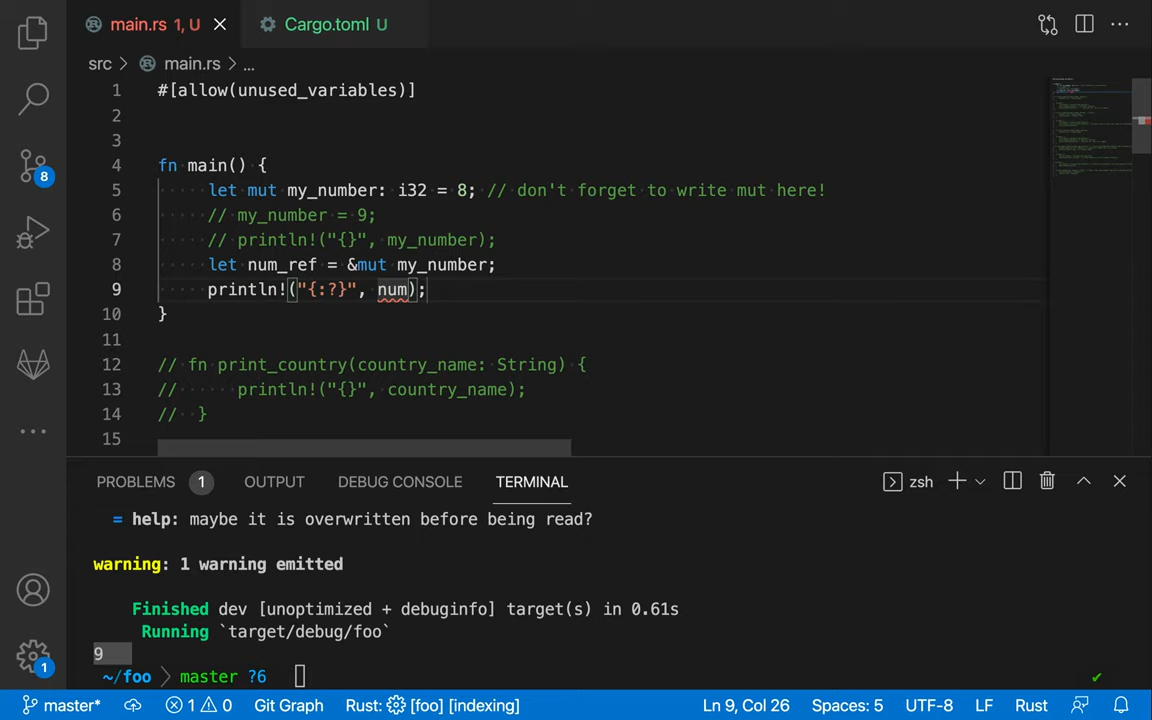 main.rs 1, U Cargo.toml U
src main.rs ...
1 #[allow(unused_variables)]
2
3
4 fn main() {
5 let mut my_number: i32 = 8; // don't forget to write mut here!
6 // my_number = 9;
7 // println!("{}", my_number);
8 let num_ref = &mut my_number;
9 println!("{:?}", num);
10 }
11
12 // fn print_country(country_name: String) {
13 // println!("{}", country_name);
14 // }
15
8
PROBLEMS 1 OUTPUT DEBUG CONSOLE TERMINAL zsh
= help: maybe it is overwritten before being read?
warning: 1 warning emitted
Finished dev [unoptimized + debuginfo] target(s) in 0.61s
Running `target/debug/foo`
9
~/foo master ?6
1
master* 1 0 Git Graph Rust: [foo] [indexing] Ln 9, Col 26 Spaces: 5 UTF-8 LF Rust